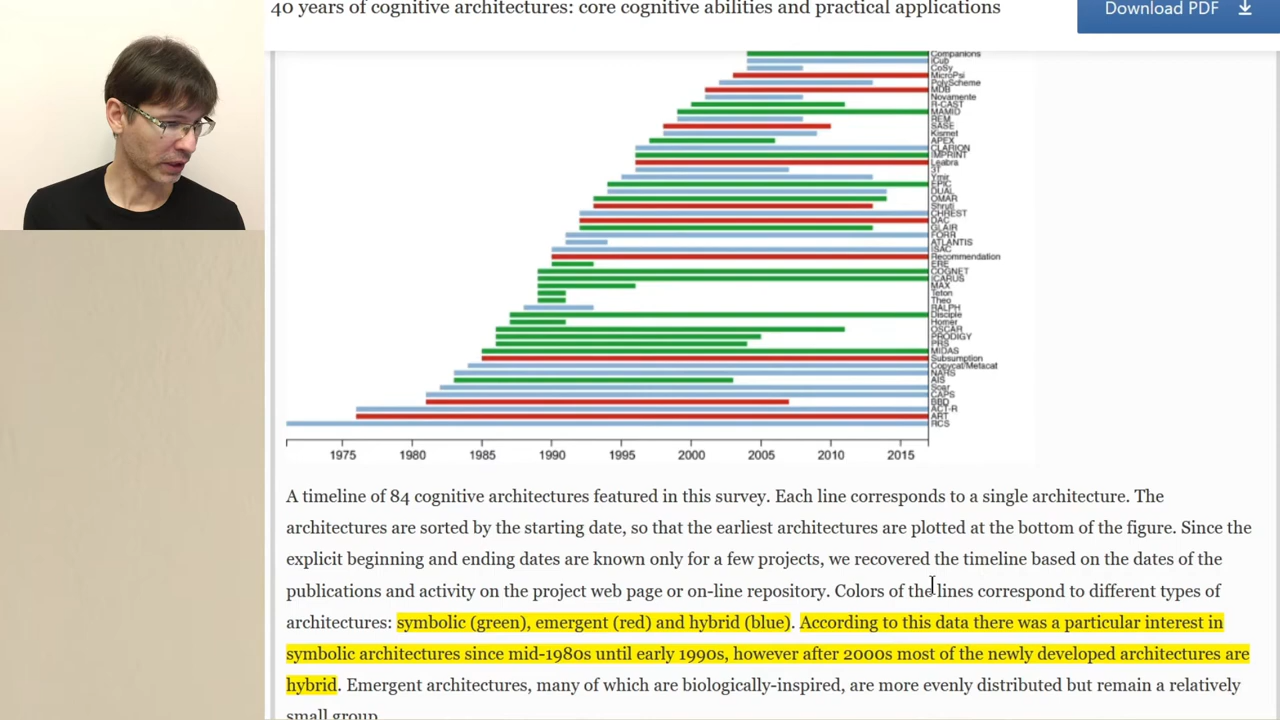 40 years of cognitive architectures: core cognitive abilities and practical applications
Download PDF
Companions
iCub
CoSy
MicroPsi
PolyScheme
MDB
Novamente
R-CAST
MAMID
REM
SASE
Kismet
APEX
CLARION
IMPRINT
Leabra
3T
Ymir
EPIC
DUAL
OMAR
Shruti
CHREST
DAC
GLAIR
FORR
ATLANTIS
ISAC
Recommendation
ERE
COGNET
ICARUS
MAX
Teton
Theo
RALPH
Disciple
Homer
OSCAR
PRODIGY
PRS
MIDAS
Subsumption
Copycat/Metacat
NARS
AIS
Soar
CAPS
BBD
ACT-R
ART
RCS
1975 1980 1985 1990 1995 2000 2005 2010 2015
A timeline of 84 cognitive architectures featured in this survey. Each line corresponds to a single architecture. The
architectures are sorted by the starting date, so that the earliest architectures are plotted at the bottom of the figure. Since the
explicit beginning and ending dates are known only for a few projects, we recovered the timeline based on the dates of the
publications and activity on the project web page or on-line repository. Colors of the lines correspond to different types of
architectures: symbolic (green), emergent (red) and hybrid (blue). According to this data there was a particular interest in
symbolic architectures since mid-1980s until early 1990s, however after 2000s most of the newly developed architectures are
hybrid. Emergent architectures, many of which are biologically-inspired, are more evenly distributed but remain a relatively
small group.